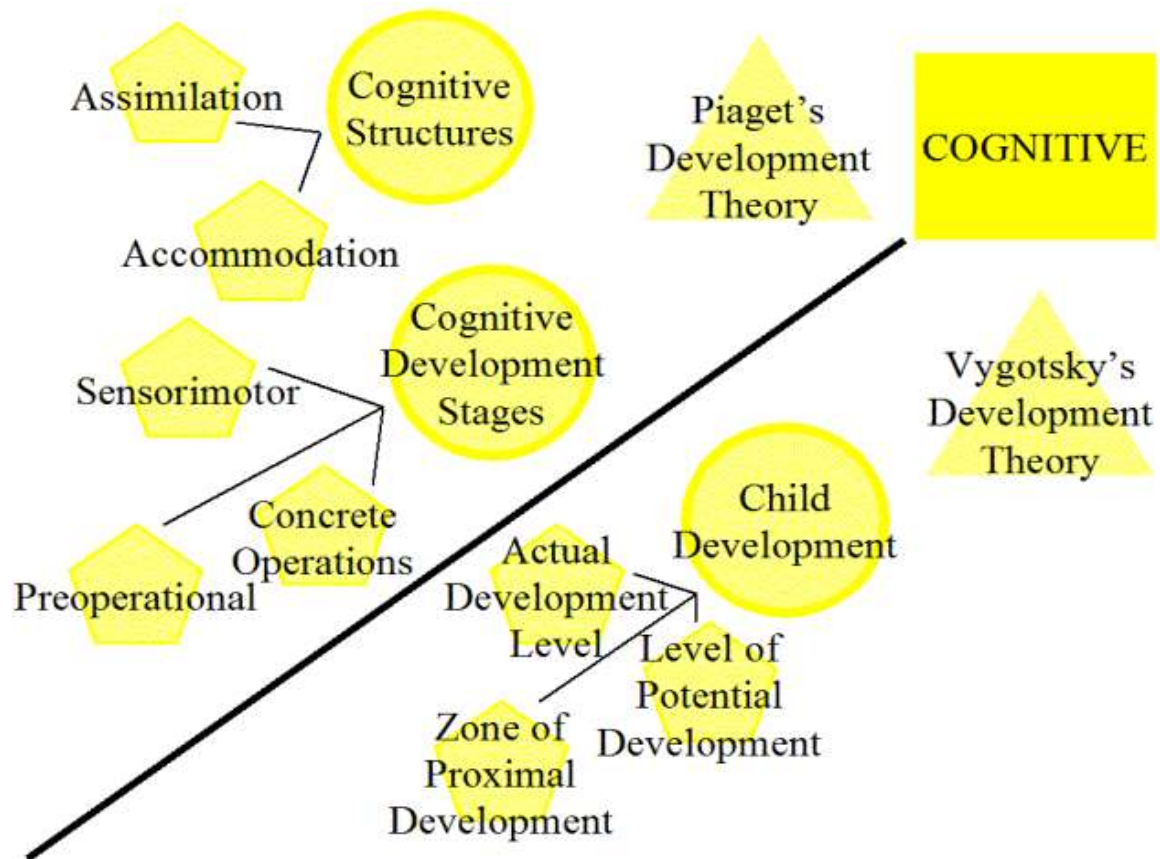 Assimilation
Cognitive
Structures
Accommodation
Piaget’s
Development
Theory
COGNITIVE
Sensorimotor
Cognitive
Development
Stages
Preoperational
Concrete
Operations
Vygotsky’s
Development
Theory
Child
Development
Actual
Development
Level
Level of
Potential
Development
Zone of
Proximal
Development